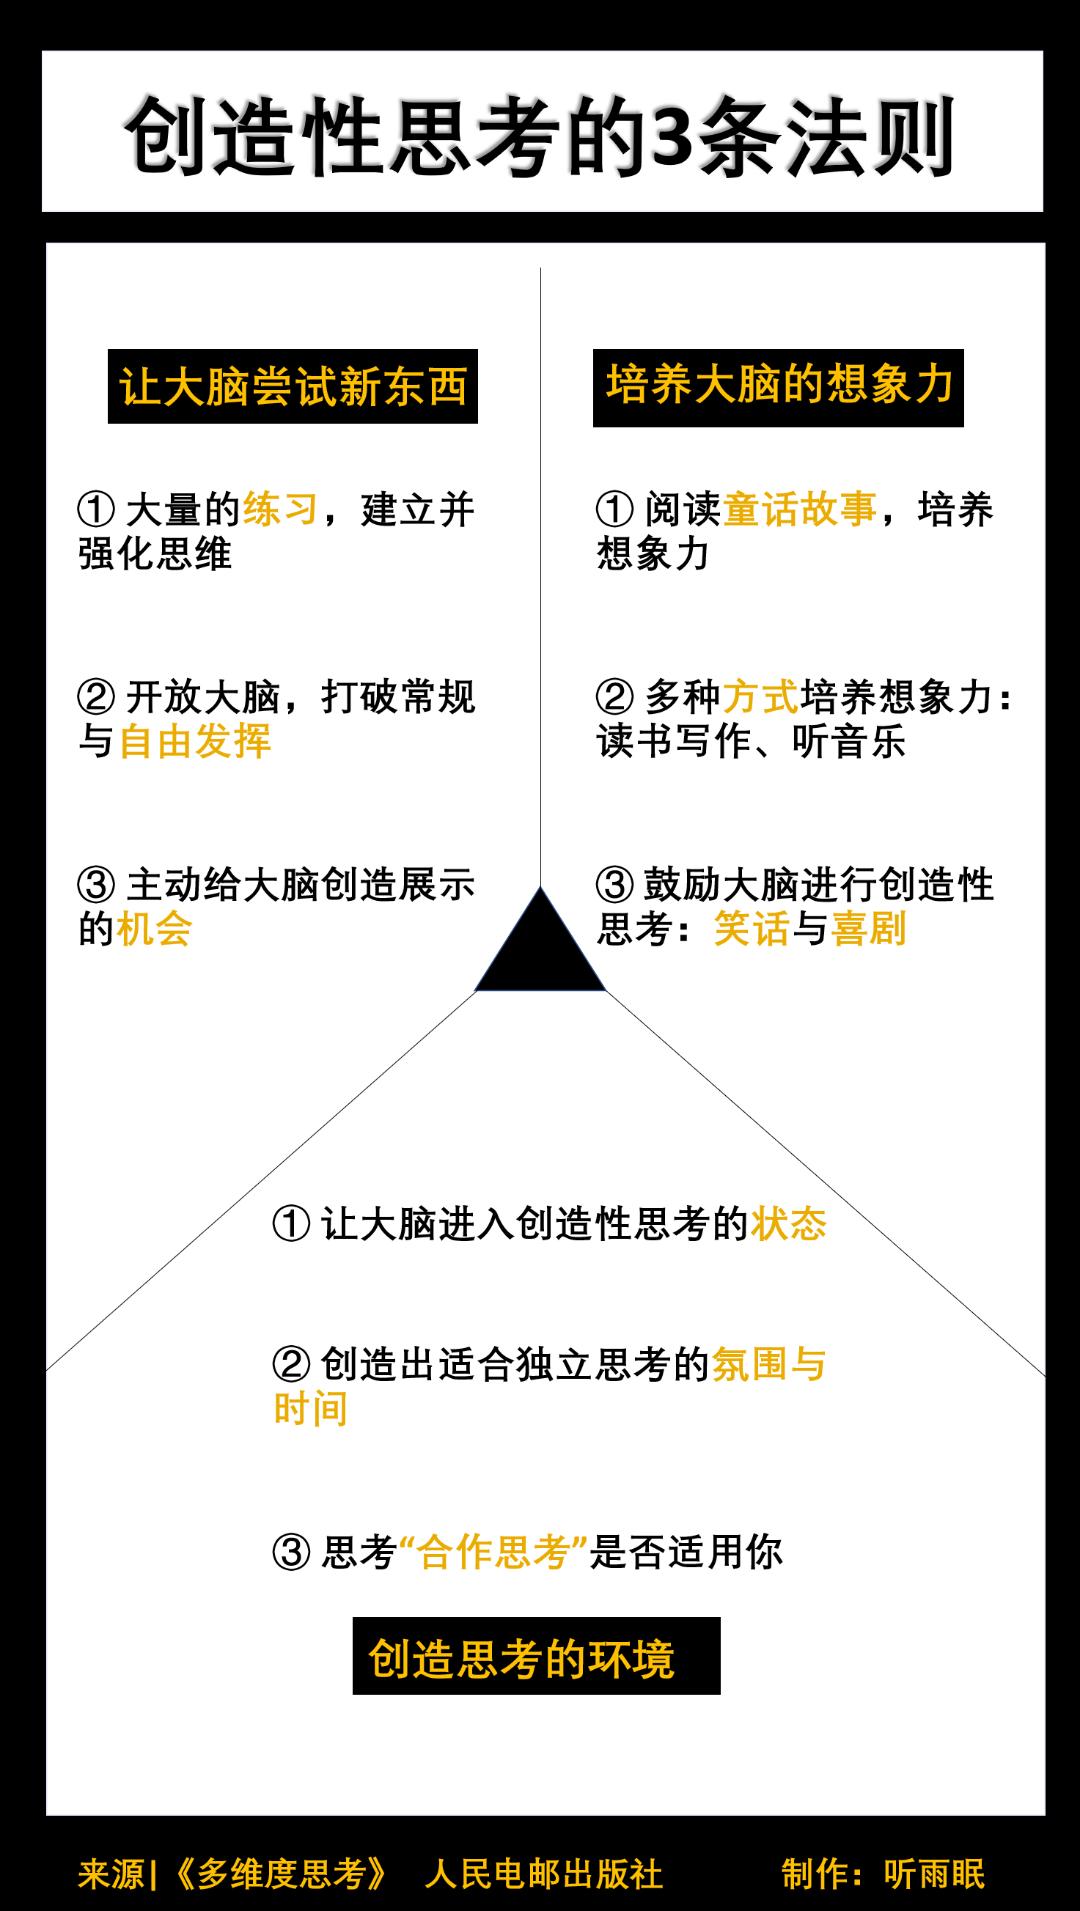 创造性思考的3条法则
让大脑尝试新东西
① 大量的练习，建立并
强化思维
② 开放大脑，打破常规
与自由发挥
③ 主动给大脑创造展示
的机会
培养大脑的想象力
① 阅读童话故事，培养
想象力
② 多种方式培养想象力：
读书写作、听音乐
③ 鼓励大脑进行创造性
思考：笑话与喜剧
① 让大脑进入创造性思考的状态
② 创造出适合独立思考的氛围与
时间
③ 思考“合作思考”是否适用你
创造思考的环境
来源|《多维度思考》 人民电邮出版社 制作：听雨眠